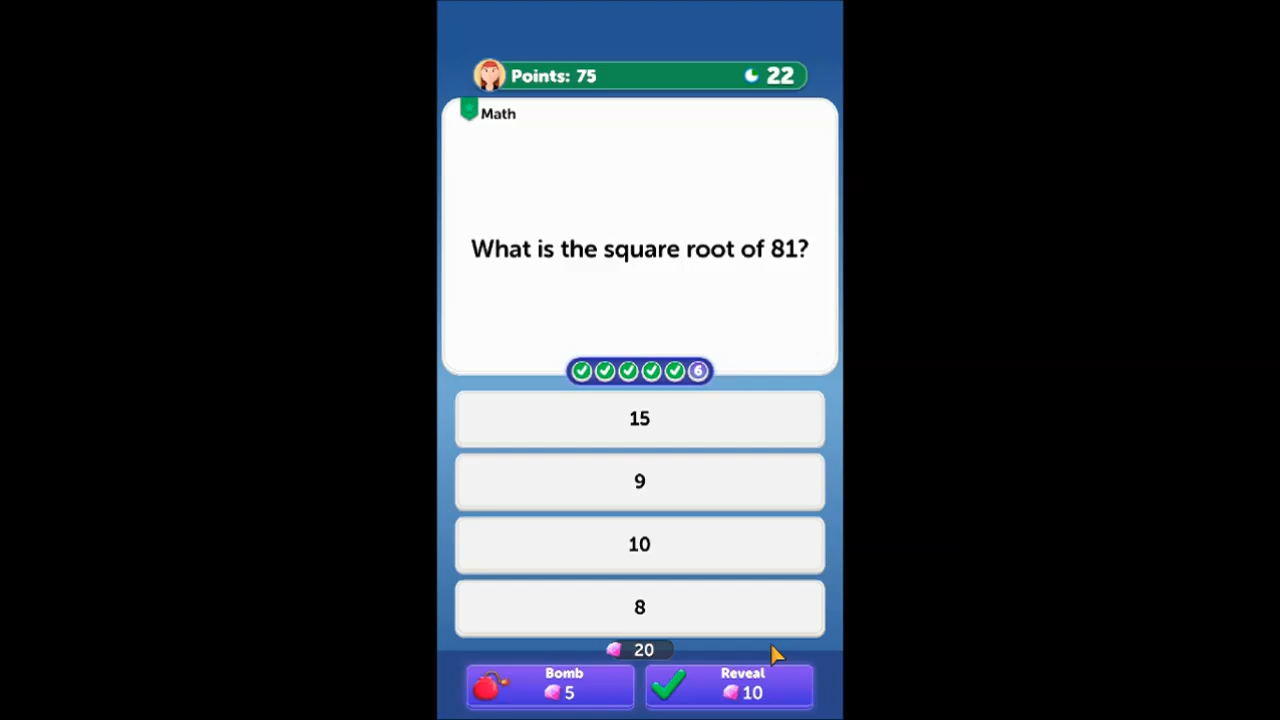 Points: 75
22
Math
What is the square root of 81?
6
15
9
10
8
20
Bomb
5
Reveal
10